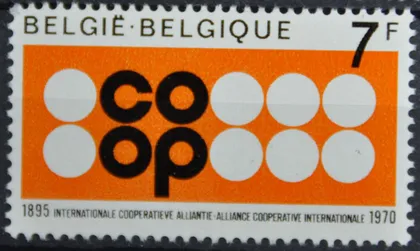 BELGIË·BELGIQUE 7F
co
op
1895 INTERNATIONALE COOPERATIEVE ALLIANTIE·ALLIANCE COOPERATIVE INTERNATIONALE 1970